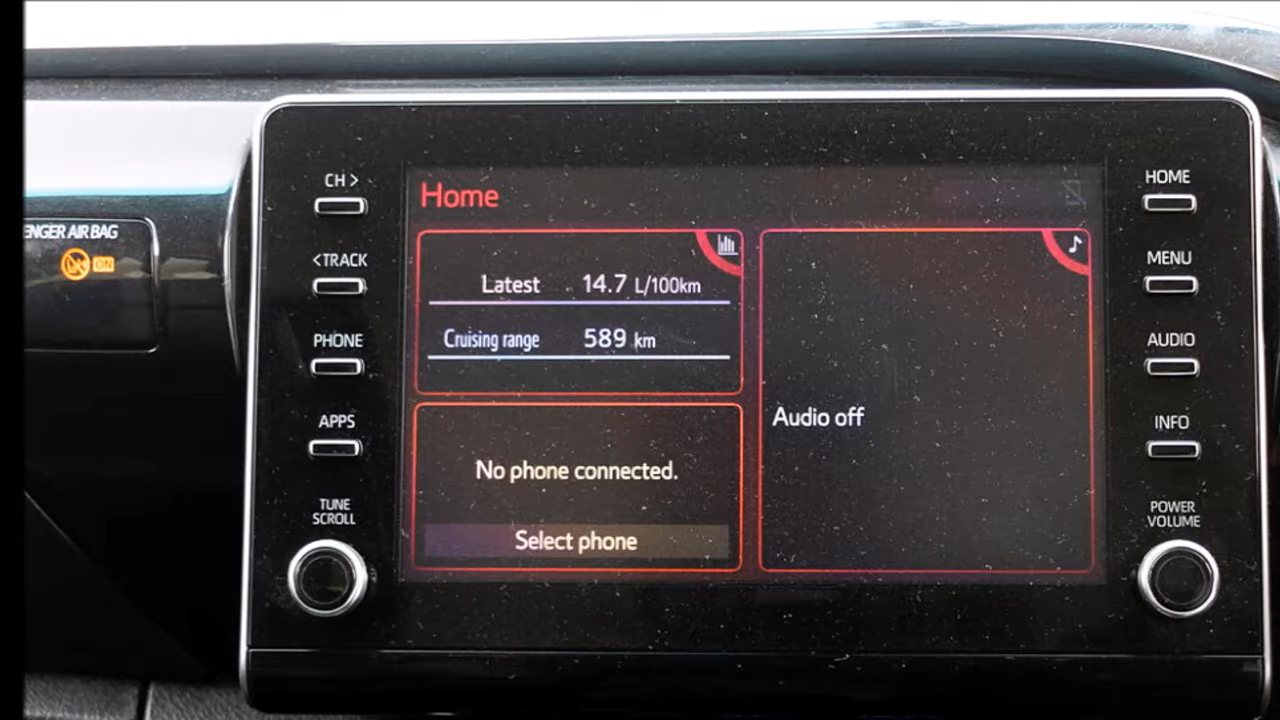 CH >
<TRACK
PHONE
APPS
TUNE
SCROLL
ENGER AIR BAG
ON
Home
Latest 14.7 L/100km
Cruising range 589 km
No phone connected.
Select phone
Audio off
HOME
MENU
AUDIO
INFO
POWER
VOLUME